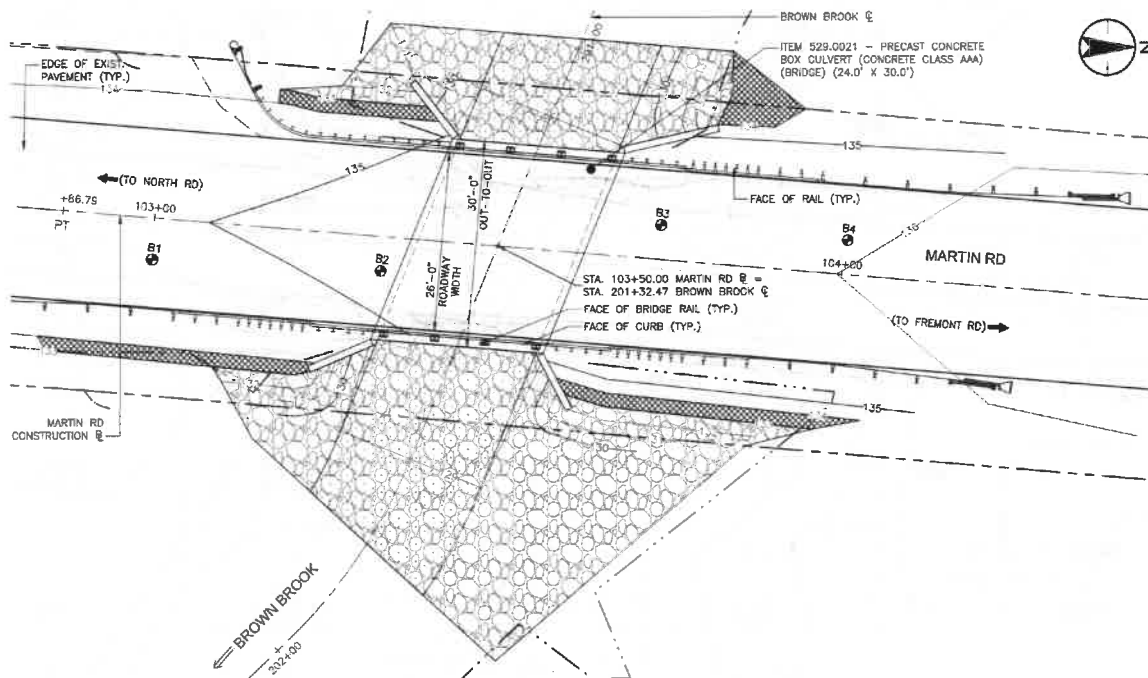 BROWN BROOK ℄
ITEM 529.0021 - PRECAST CONCRETE
BOX CULVERT (CONCRETE CLASS AAA)
(BRIDGE) (24.0' X 30.0')
N
EDGE OF EXIST.
PAVEMENT (TYP.)
134
135
135
(TO NORTH RD)
30'-0"
OUT-TO-OUT
FACE OF RAIL (TYP.)
+86.79
PT
103+00
B1
B2
B3
B4
26'-0"
ROADWAY
WIDTH
104+00
MARTIN RD
STA. 103+50.00 MARTIN RD ℄ =
STA. 201+32.47 BROWN BROOK ℄
FACE OF BRIDGE RAIL (TYP.)
FACE OF CURB (TYP.)
(TO FREMONT RD)
MARTIN RD
CONSTRUCTION ℄
135
30
BROWN BROOK
202+00